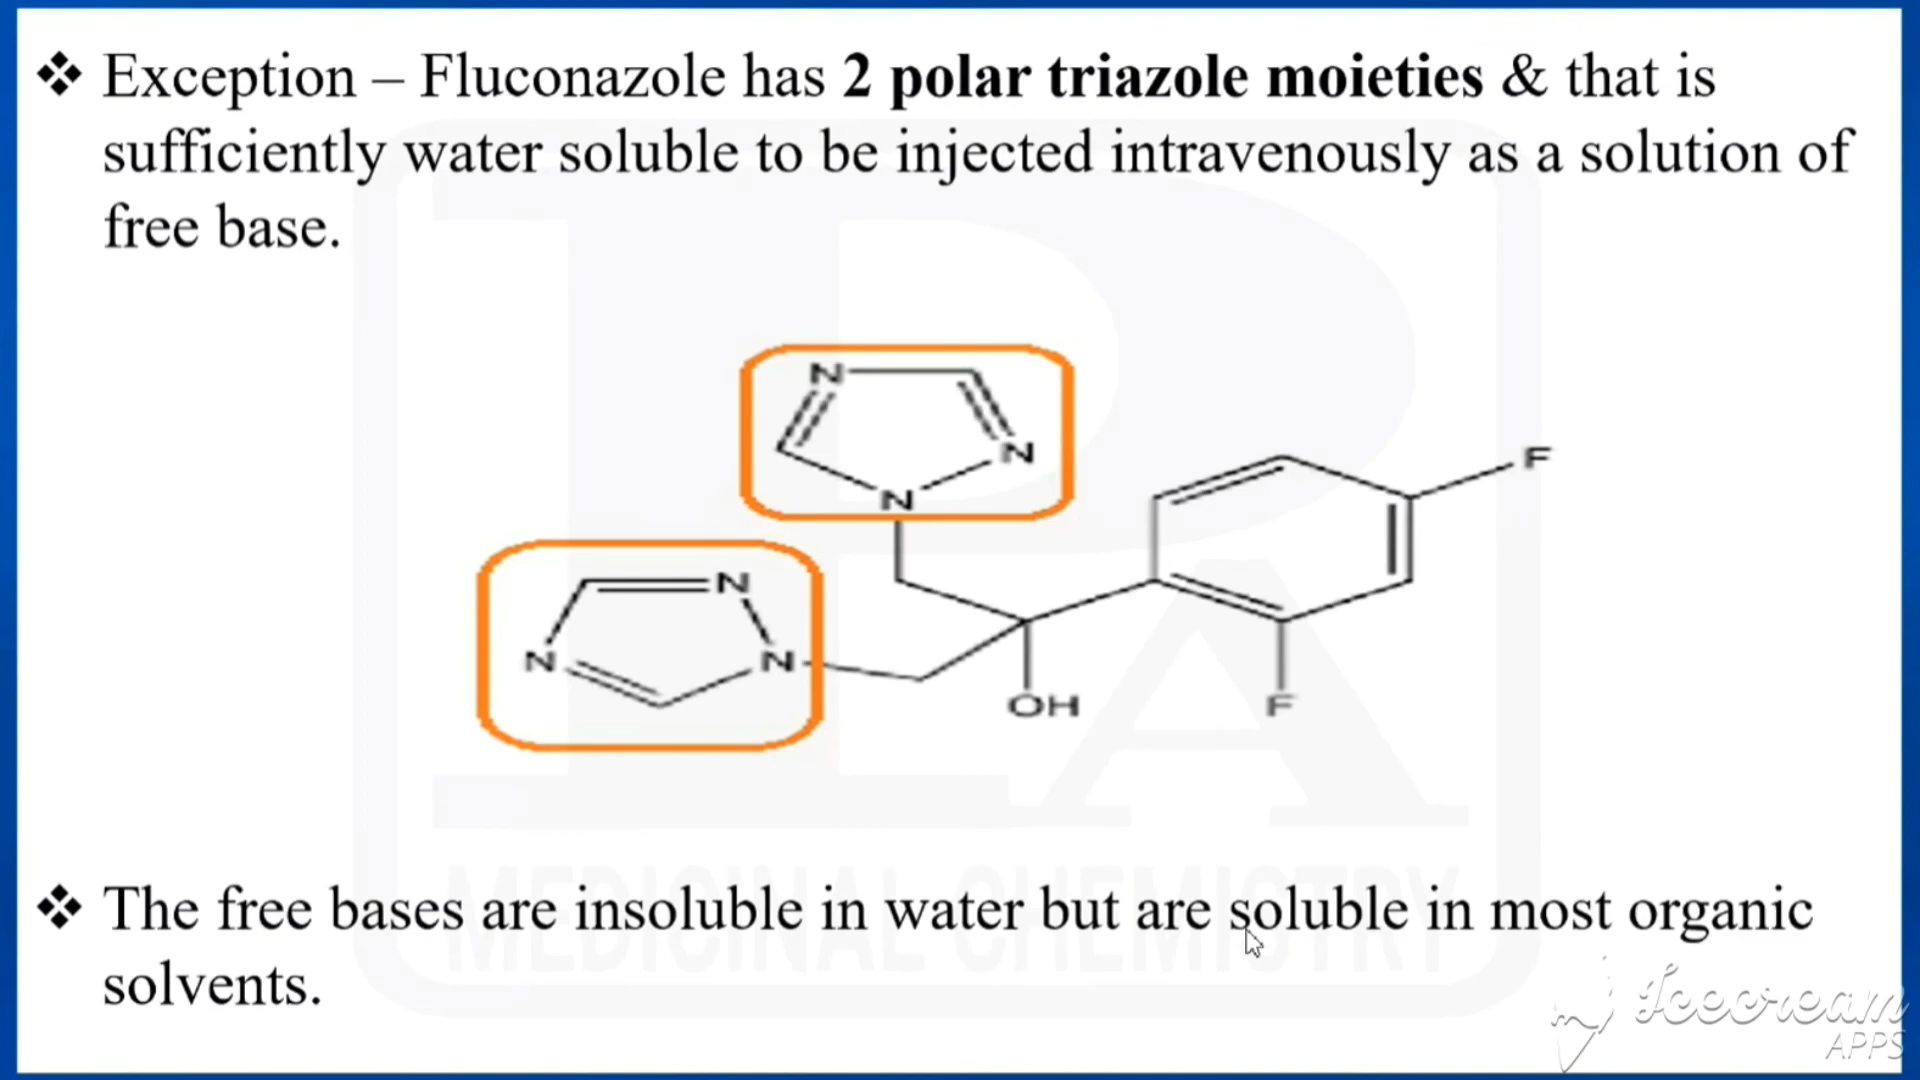 ❖ Exception – Fluconazole has 2 polar triazole moieties & that is
sufficiently water soluble to be injected intravenously as a solution of
free base.
N
N
N
F
N
N
N
OH
F
❖ The free bases are insoluble in water but are soluble in most organic
solvents.
MEDICINAL CHEMISTRY
Icecream
APPS